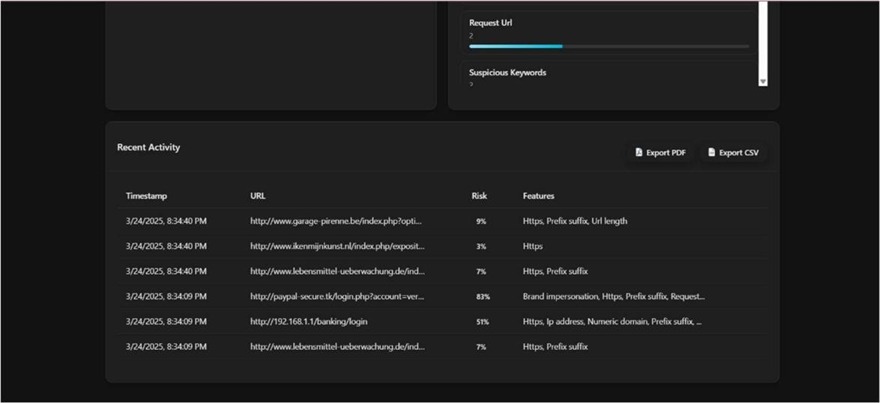 Request Url
2
Suspicious Keywords
Recent Activity
Export PDF Export CSV
Timestamp URL Risk Features
3/24/2025, 8:34:40 PM http://www.garage-pirenne.be/index.php?opti... 9% Https, Prefix suffix, Url length
3/24/2025, 8:34:40 PM http://www.ikenmijnkunst.nl/index.php/exposit... 3% Https
3/24/2025, 8:34:40 PM http://www.lebensmittel-ueberwachung.de/ind... 7% Https, Prefix suffix
3/24/2025, 8:34:09 PM http://paypal-secure.tk/login.php?account=ver... 83% Brand impersonation, Https, Prefix suffix, Request...
3/24/2025, 8:34:09 PM http://192.168.1.1/banking/login 51% Https, Ip address, Numeric domain, Prefix suffix, ...
3/24/2025, 8:34:09 PM http://www.lebensmittel-ueberwachung.de/ind... 7% Https, Prefix suffix